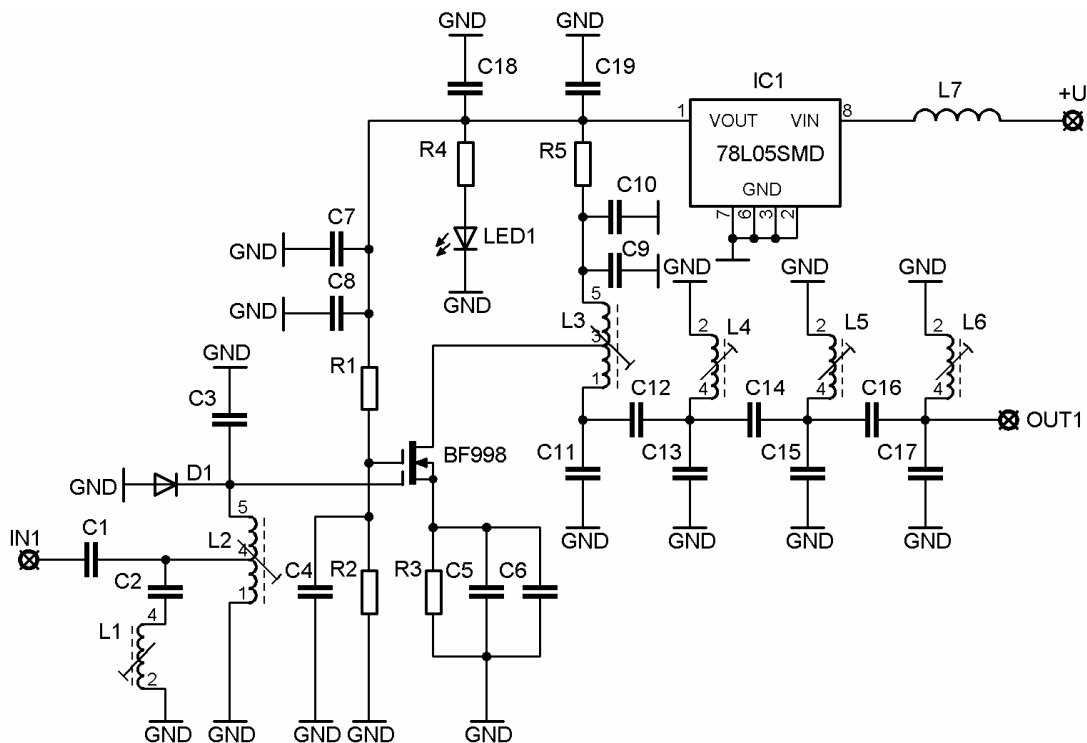 GND
GND
C18
C19
IC1
L7
+U
1
VOUT
VIN
8
78L05SMD
GND
7
6
3
2
R4
R5
C10
C7
GND
LED1
C9
C8
GND
GND
5
GND
GND
GND
L3
3
1
2
L4
4
2
L5
4
2
L6
4
GND
R1
C3
C12
C14
C16
OUT1
BF998
C11
C13
C15
C17
D1
GND
GND
GND
GND
GND
IN1
C1
5
L2
4
1
C2
C4
R2
R3
C5
C6
L1
4
2
GND
GND
GND
GND
GND